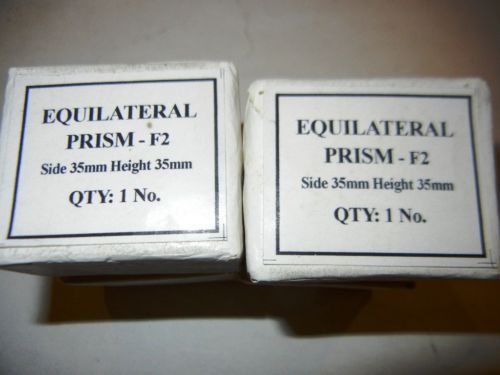 EQUILATERAL
PRISM - F2
Side 35mm Height 35mm
QTY: 1 No.
EQUILATERAL
PRISM - F2
Side 35mm Height 35mm
QTY: 1 No.